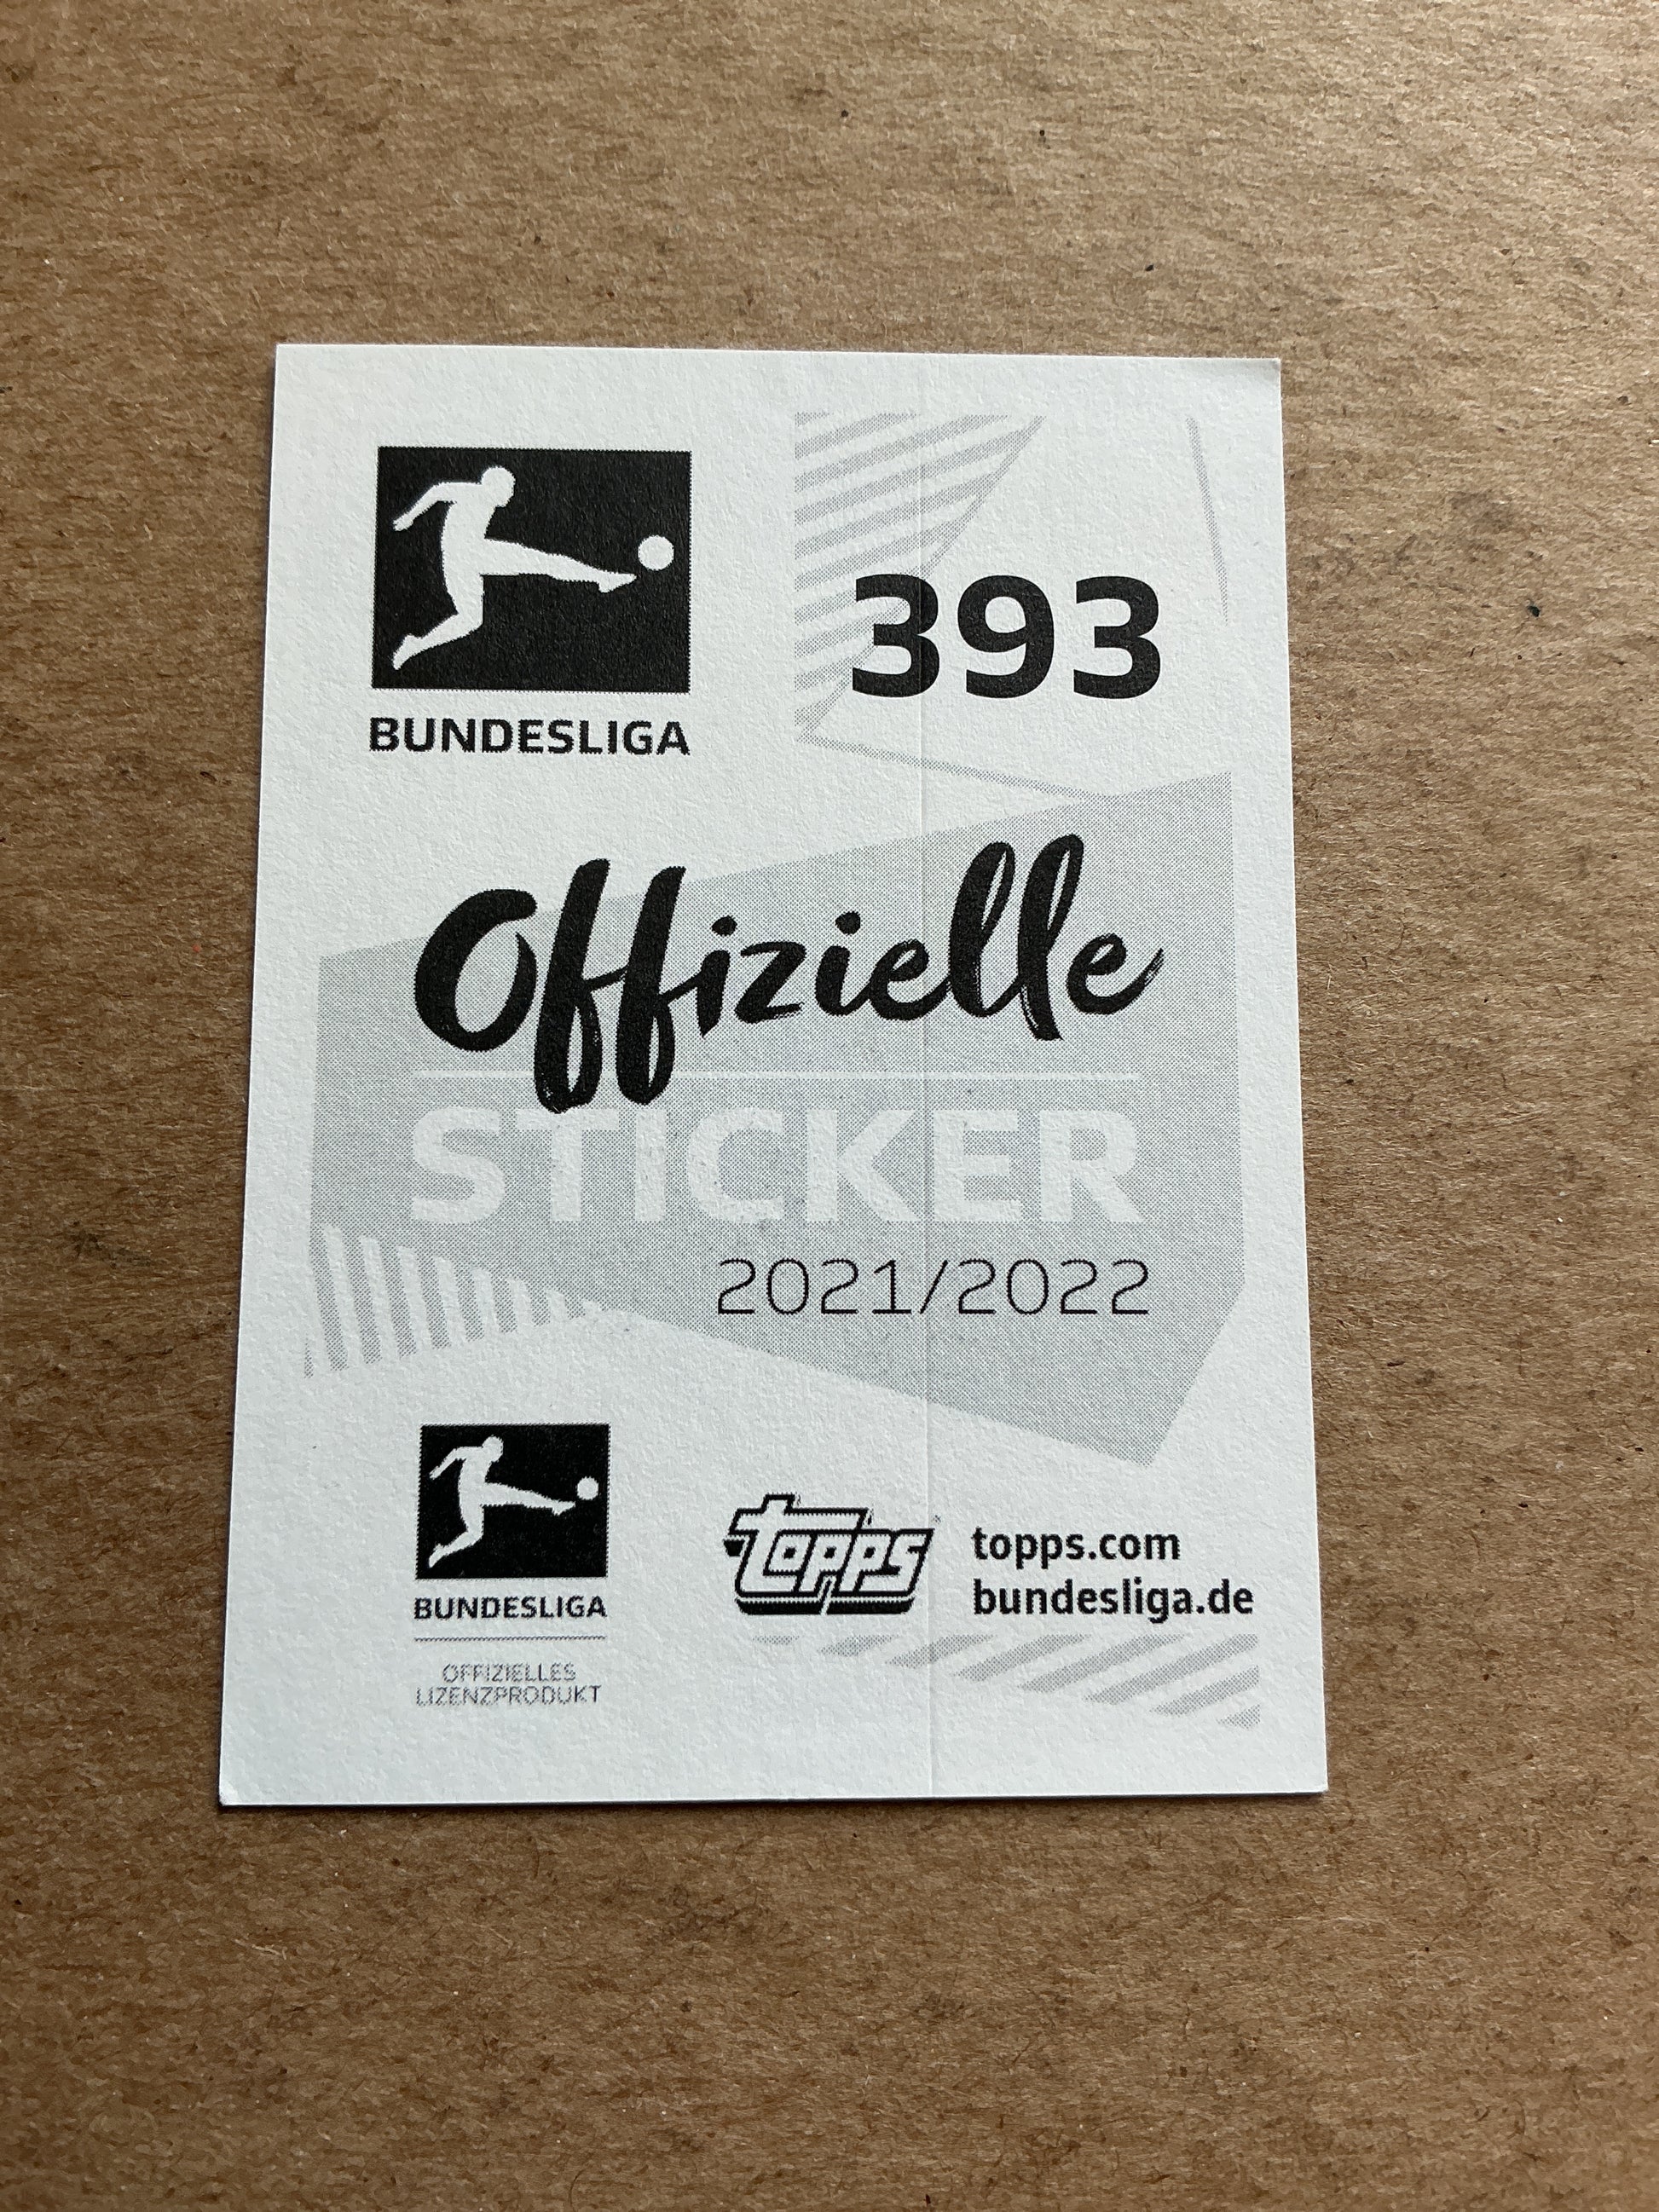 393
BUNDESLIGA
Offizielle
STICKER
2021/2022
BUNDESLIGA
OFFIZIELLES
LIZENZPRODUKT
topps
topps.com
bundesliga.de